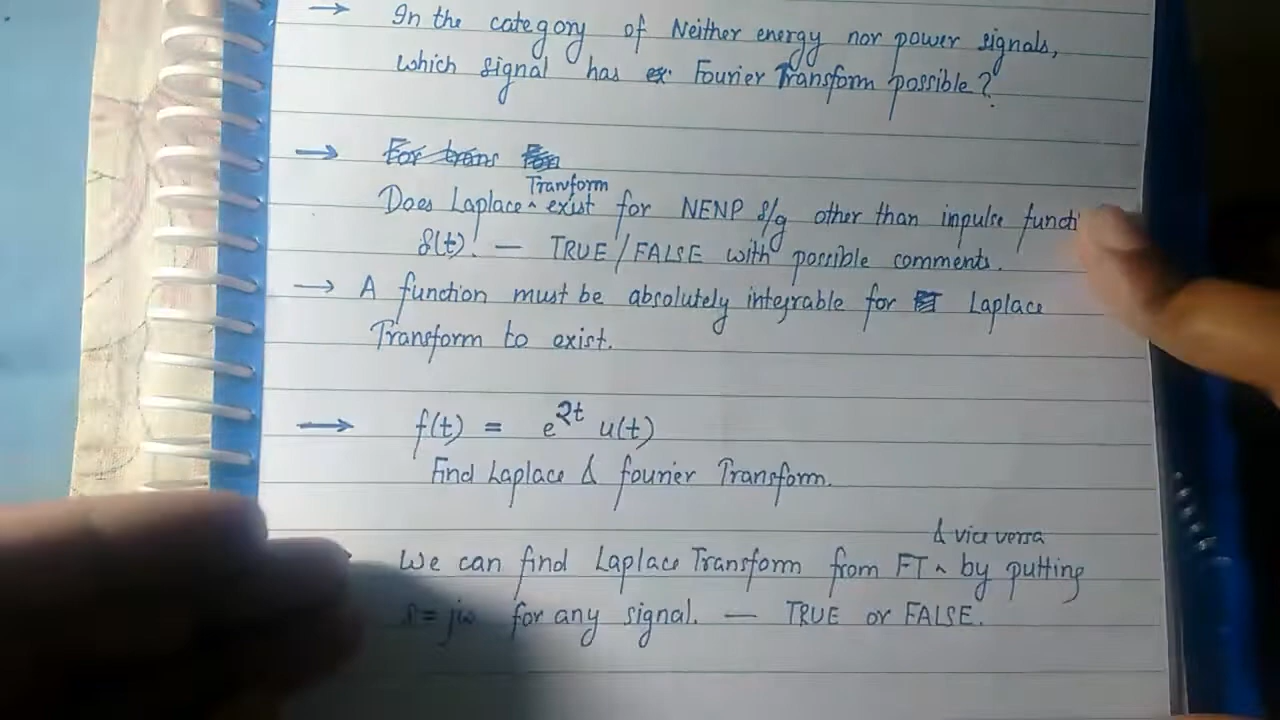 → In the category of Neither energy nor power signals,
which signal has Fourier Transform possible?
→ For trans
Transform
Does Laplace ^ exist for NENP s/g other than impulse functi
δ(t)! — TRUE/FALSE with possible comments.
→ A function must be absolutely integrable for Laplace
Transform to exist.
→ f(t) = e^2t u(t)
Find Laplace & fourier Transform.
& vice versa
We can find Laplace Transform from FT ^ by putting
s=jω for any signal. — TRUE or FALSE.